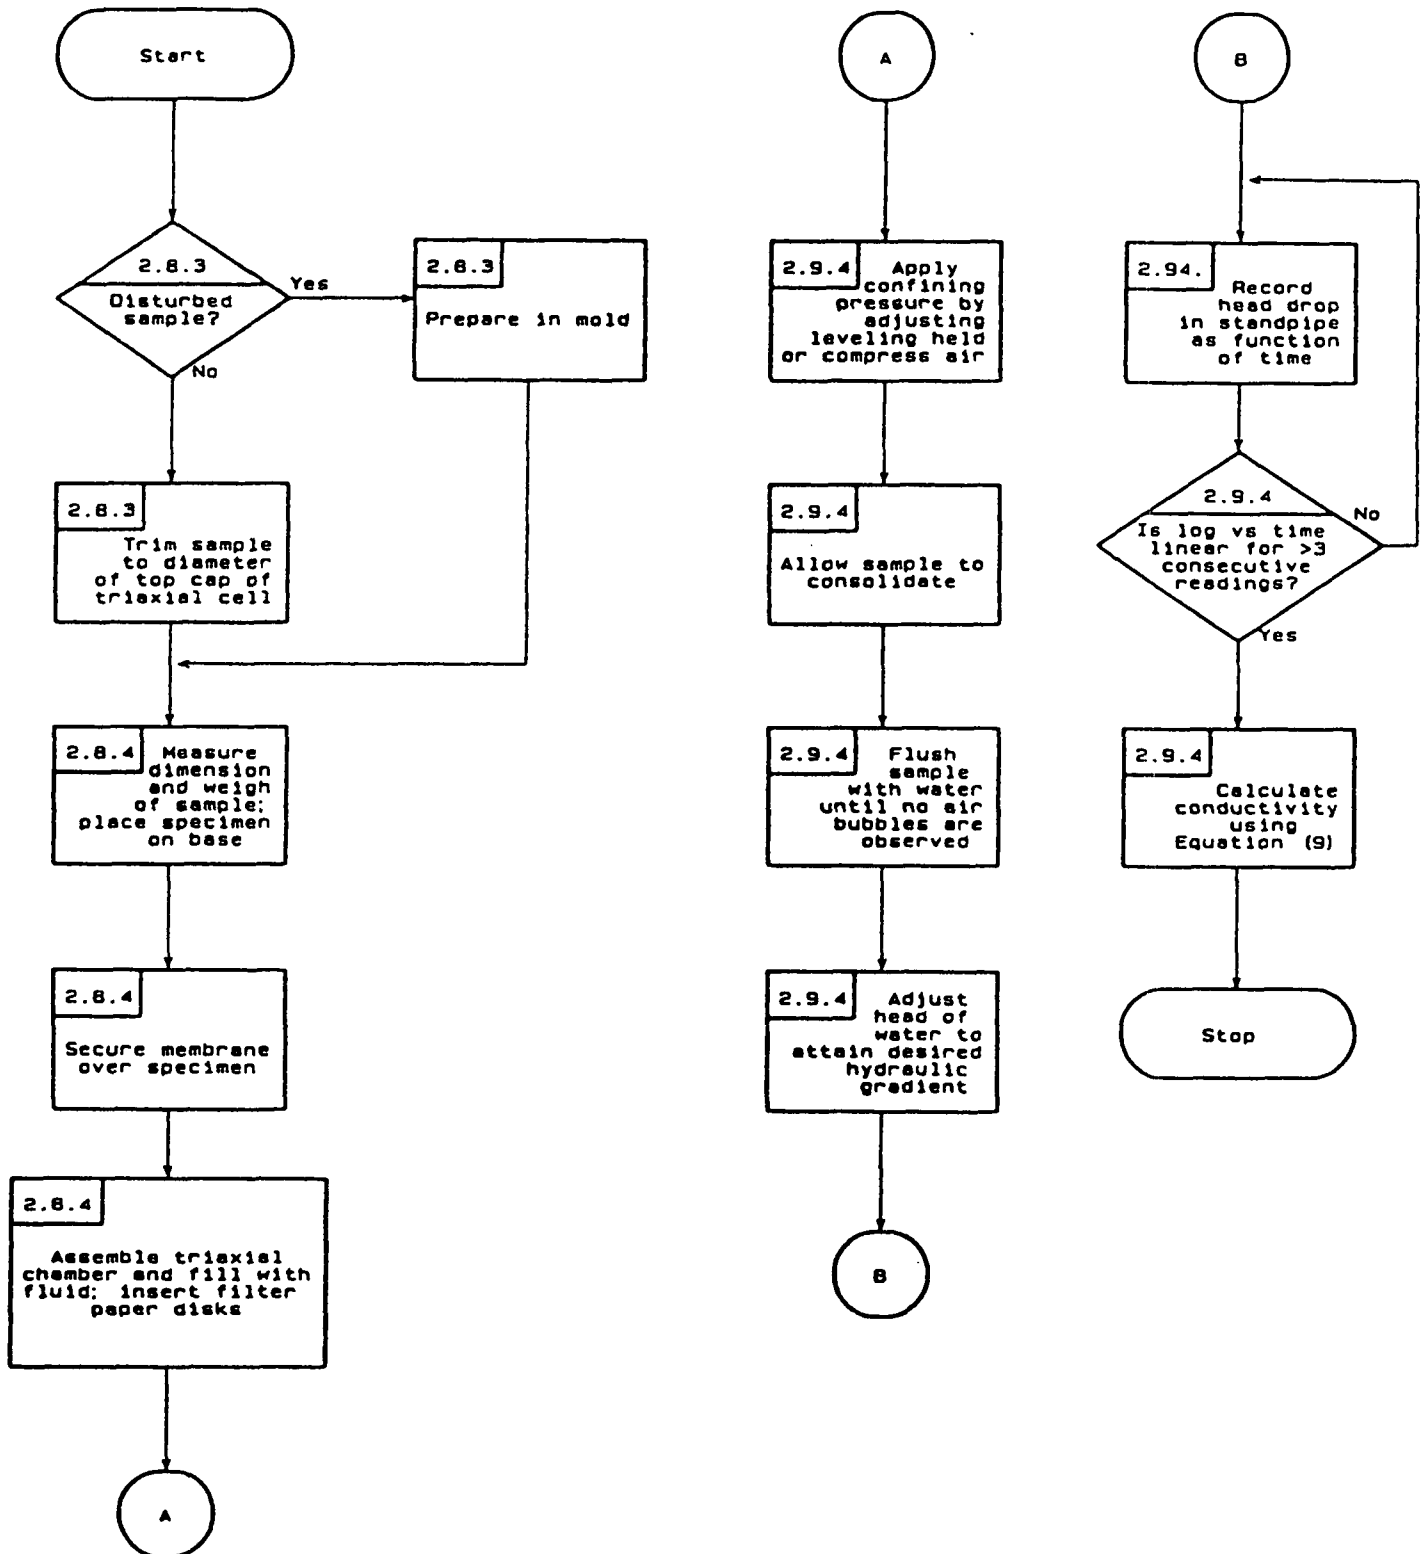 Start
2.8.3
Disturbed
sample?
Yes
No
2.8.3
Prepare in mold
2.8.3
Trim sample
to diameter
of top cap of
triaxial cell
2.8.4
Measure
dimension
and weigh
of sample;
place specimen
on base
2.8.4
Secure membrane
over specimen
2.8.4
Assemble triaxial
chamber and fill with
fluid; insert filter
paper disks
A
A
2.9.4
Apply
confining
pressure by
adjusting
leveling held
or compress air
2.9.4
Allow sample to
consolidate
2.9.4
Flush
sample
with water
until no air
bubbles are
observed
2.9.4
Adjust
head of
water to
attain desired
hydraulic
gradient
B
B
2.94.
Record
head drop
in standpipe
as function
of time
2.9.4
Is log vs time
linear for >3
consecutive
readings?
No
Yes
2.9.4
Calculate
conductivity
using
Equation (9)
Stop